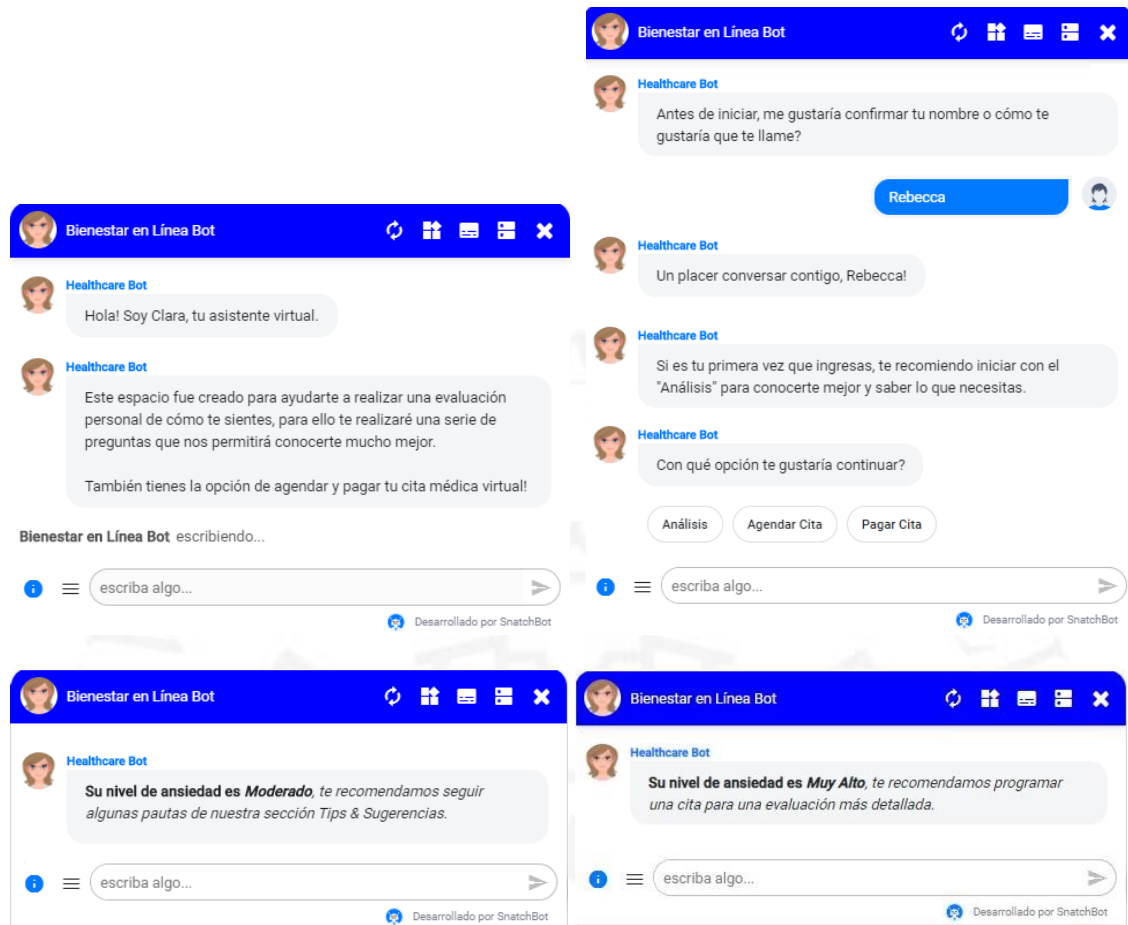 Bienestar en Línea Bot
Healthcare Bot
Hola! Soy Clara, tu asistente virtual.
Healthcare Bot
Este espacio fue creado para ayudarte a realizar una evaluación
personal de cómo te sientes, para ello te realizaré una serie de
preguntas que nos permitirá conocerte mucho mejor.
También tienes la opción de agendar y pagar tu cita médica virtual!
Bienestar en Línea Bot escribiendo...
escriba algo...
Desarrollado por SnatchBot
Bienestar en Línea Bot
Healthcare Bot
Antes de iniciar, me gustaría confirmar tu nombre o cómo te
gustaría que te llame?
Rebecca
Healthcare Bot
Un placer conversar contigo, Rebecca!
Healthcare Bot
Si es tu primera vez que ingresas, te recomiendo iniciar con el
"Análisis" para conocerte mejor y saber lo que necesitas.
Healthcare Bot
Con qué opción te gustaría continuar?
Análisis
Agendar Cita
Pagar Cita
escriba algo...
Desarrollado por SnatchBot
Bienestar en Línea Bot
Healthcare Bot
Su nivel de ansiedad es Moderado, te recomendamos seguir
algunas pautas de nuestra sección Tips & Sugerencias.
escriba algo...
Desarrollado por SnatchBot
Bienestar en Línea Bot
Healthcare Bot
Su nivel de ansiedad es Muy Alto, te recomendamos programar
una cita para una evaluación más detallada.
escriba algo...
Desarrollado por SnatchBot